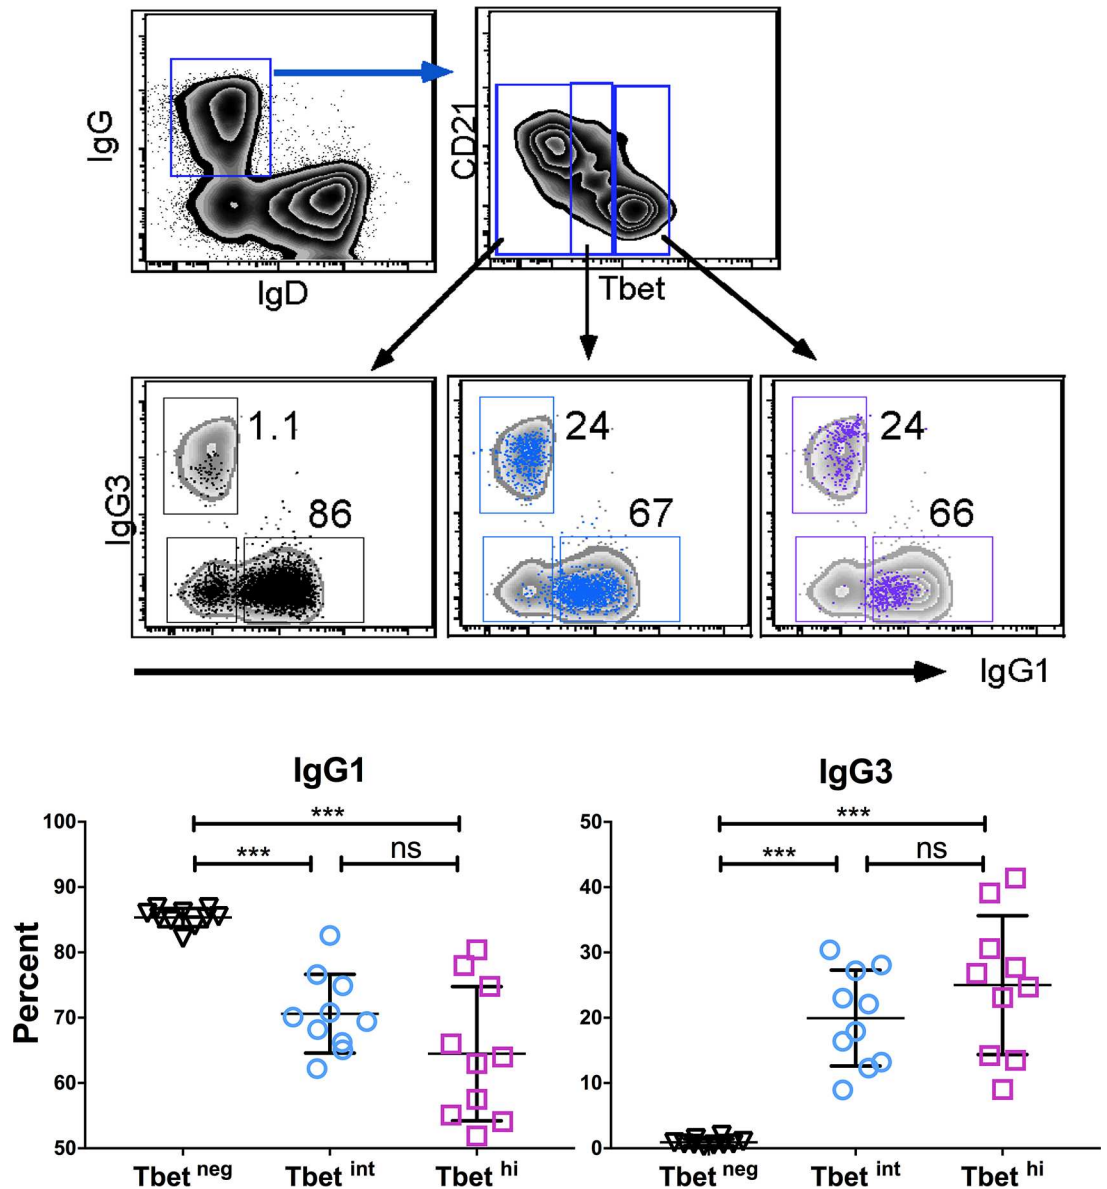 IgG
CD21
IgD
Tbet
IgG3
1.1
86
24
67
24
66
IgG1
IgG1
IgG3
Percent
100
90
80
70
60
50
***
***
ns
Tbet neg
Tbet int
Tbet hi
50
40
30
20
10
0
***
***
ns
Tbet neg
Tbet int
Tbet hi